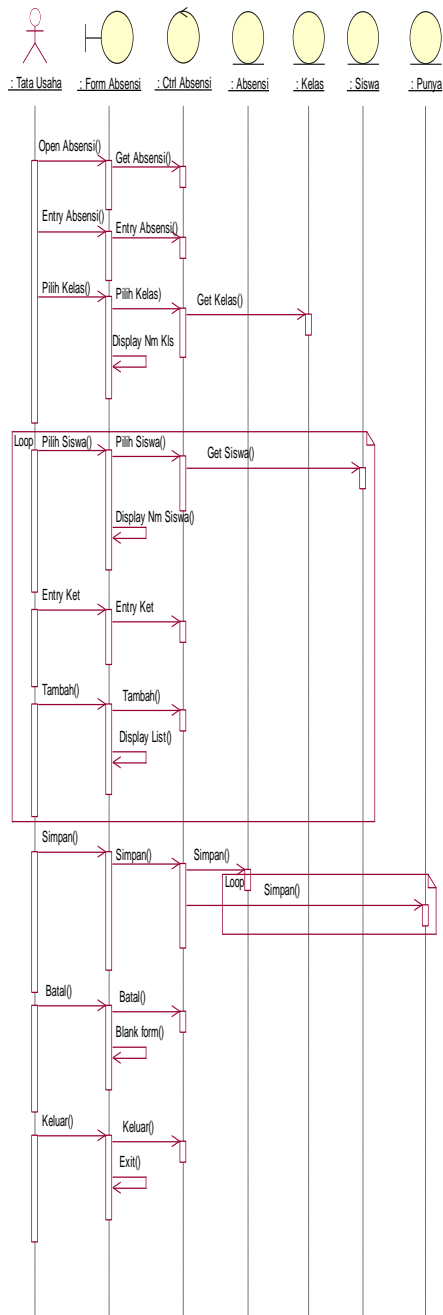 : Tata Usaha : Form Absensi : Ctrl Absensi : Absensi : Kelas : Siswa : Punya
Open Absensi()
Get Absensi()
Entry Absensi()
Entry Absensi()
Pilih Kelas()
Pilih Kelas)
Get Kelas()
Display Nm Kls
Loop
Pilih Siswa()
Pilih Siswa()
Get Siswa()
Display Nm Siswa()
Entry Ket
Entry Ket
Tambah()
Tambah()
Display List()
Simpan()
Simpan()
Simpan()
Loop
Simpan()
Batal()
Batal()
Blank form()
Keluar()
Keluar()
Exit()